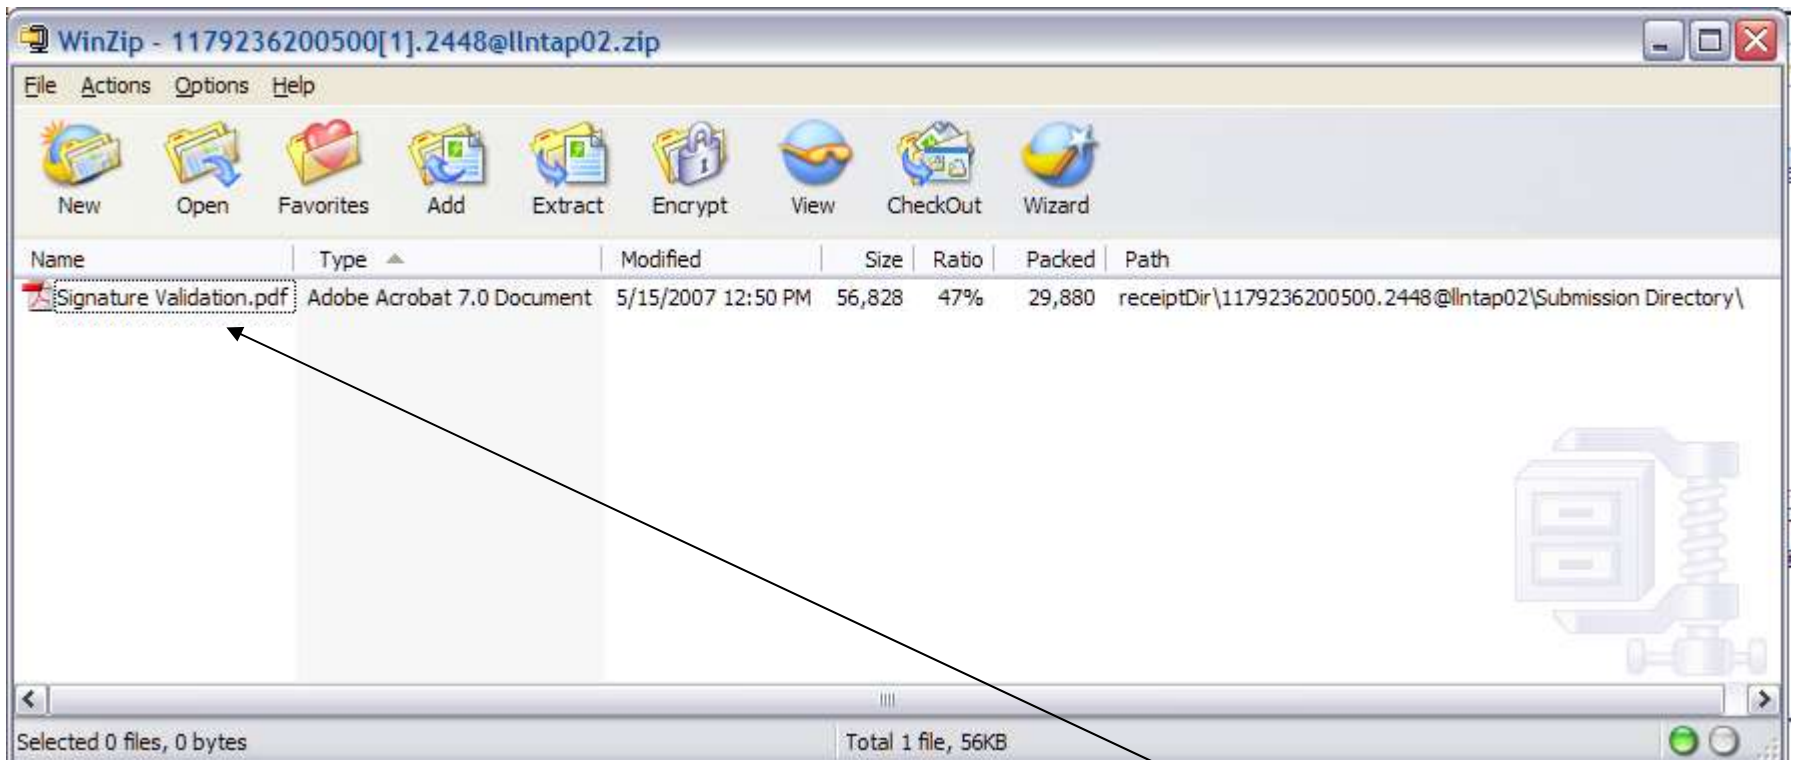 WinZip - 1179236200500[1].2448@llntap02.zip
File Actions Options Help
New Open Favorites Add Extract Encrypt View CheckOut Wizard
Name Type Modified Size Ratio Packed Path
Signature Validation.pdf Adobe Acrobat 7.0 Document 5/15/2007 12:50 PM 56,828 47% 29,880 receiptDir\1179236200500.2448@llntap02\Submission Directory\
Selected 0 files, 0 bytes Total 1 file, 56KB